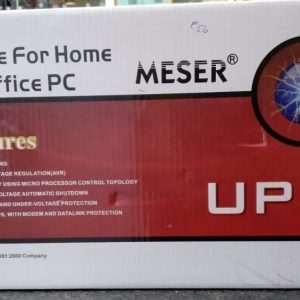 e For Home
ffice PC
MESER®
ures
NG
TAGE REGULATION(AVR)
USING MICRO PROCESSOR CONTROL TOPOLOGY
OLTAGE AUTOMATIC SHUTDOWN
AND UNDER-VOLTAGE PROTECTION
WITH MODEM AND DATALINK PROTECTION
UP
001:2000 Company